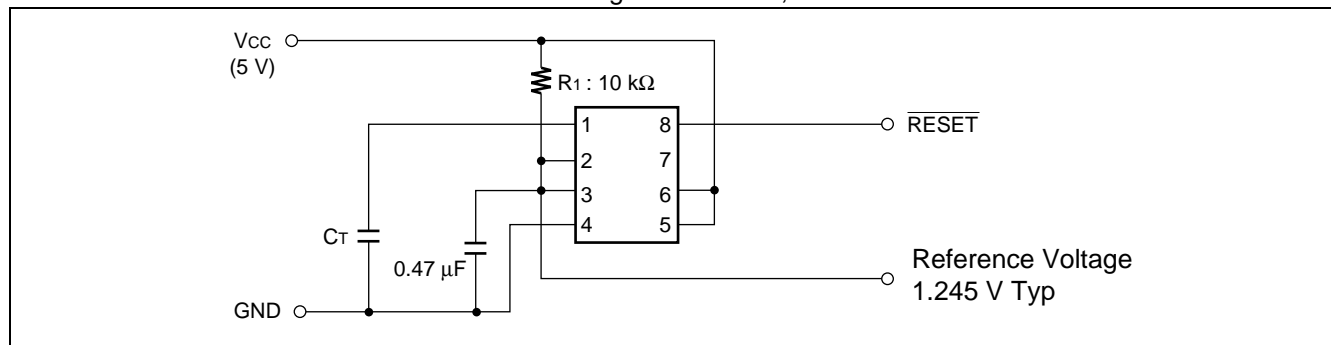 VCC
(5 V)
R1 : 10 kΩ
1
8
RESET
2
7
3
6
4
5
CT
0.47 μF
Reference Voltage
1.245 V Typ
GND